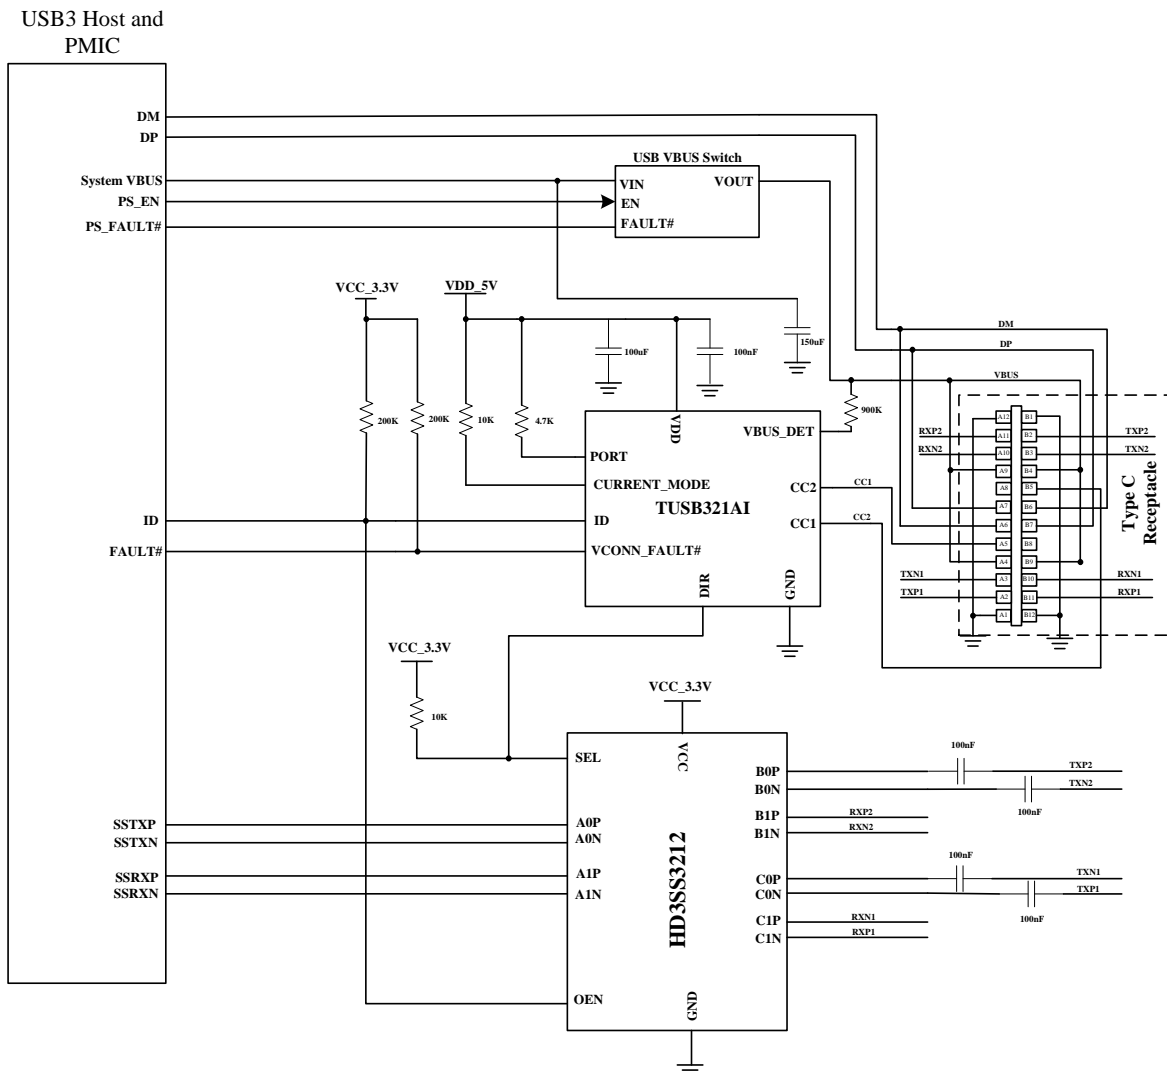 USB3 Host and
PMIC
DM
DP
System VBUS
PS_EN
PS_FAULT#
USB VBUS Switch
VIN
VOUT
EN
FAULT#
VCC_3.3V
VDD_5V
100uF
100nF
150uF
DM
DP
VBUS
200K
200K
10K
4.7K
900K
VDD
VBUS_DET
PORT
CURRENT_MODE
TUSB321AI
CC2
CC1
CC1
CC2
ID
ID
FAULT#
VCONN_FAULT#
DIR
GND
A12
B1
RXP2
A11
B2
TXP2
RXN2
A10
B3
TXN2
A9
B4
A8
B5
A7
B6
A6
B7
A5
B8
A4
B9
TXN1
A3
B10
RXN1
TXP1
A2
B11
RXP1
A1
B12
Type C
Receptacle
VCC_3.3V
10K
VCC_3.3V
VCC
SEL
HD3SS3212
SSTXP
A0P
SSTXN
A0N
SSRXP
A1P
SSRXN
A1N
OEN
GND
B0P
100nF
TXP2
B0N
100nF
TXN2
B1P
RXP2
B1N
RXN2
C0P
100nF
TXN1
C0N
100nF
TXP1
C1P
RXN1
C1N
RXP1